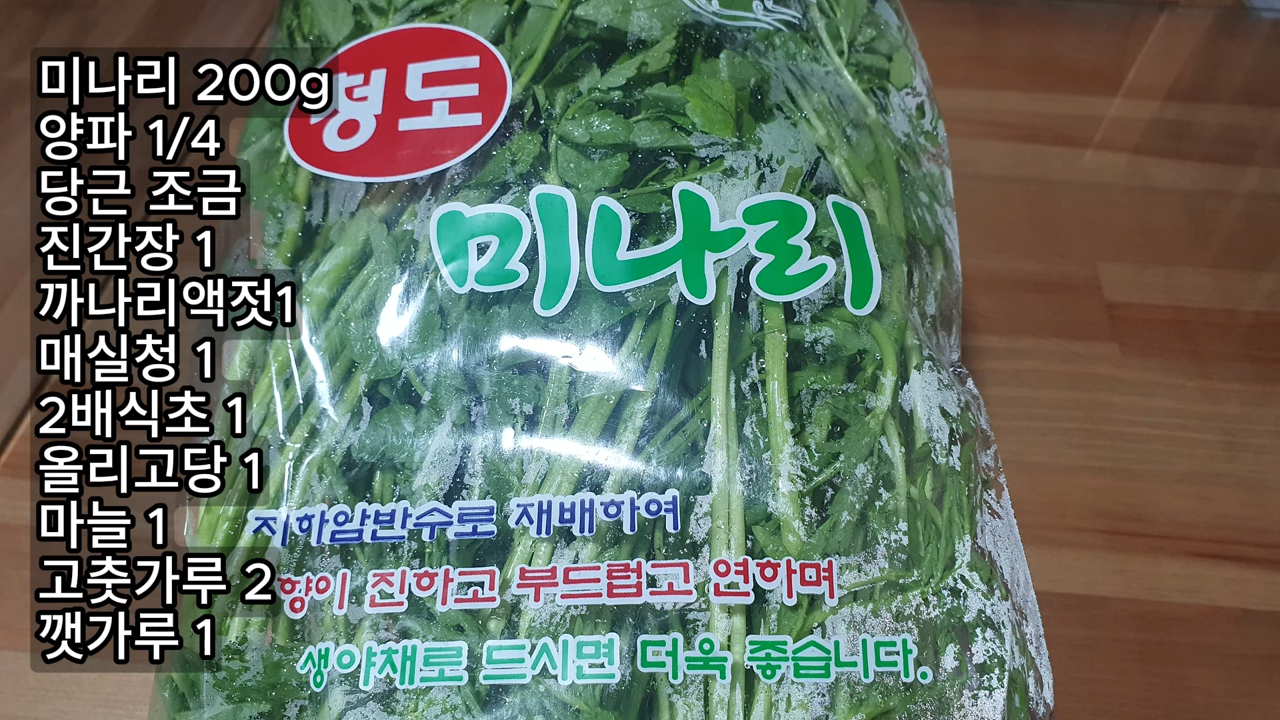 미나리 200g
양파 1/4
당근 조금
진간장 1
까나리액젓1
매실청 1
2배식초 1
올리고당 1
마늘 1
고춧가루 2
깻가루 1
청도
미나리
지하암반수로 재배하여
향이 진하고 부드럽고 연하며
생야채로 드시면 더욱 좋습니다.